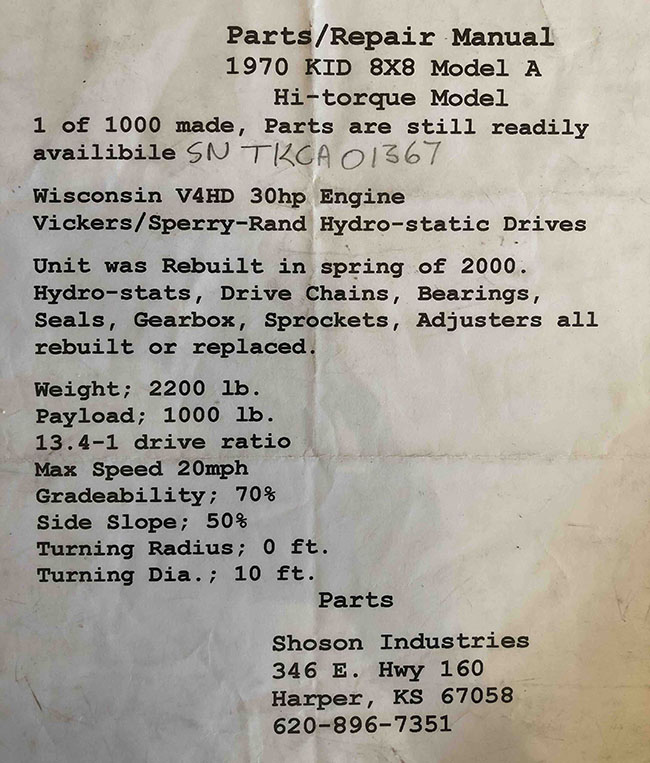 Parts/Repair Manual
1970 KID 8X8 Model A
Hi-torque Model
1 of 1000 made, Parts are still readily
availibile SN TKCA01367
Wisconsin V4HD 30hp Engine
Vickers/Sperry-Rand Hydro-static Drives
Unit was Rebuilt in spring of 2000.
Hydro-stats, Drive Chains, Bearings,
Seals, Gearbox, Sprockets, Adjusters all
rebuilt or replaced.
Weight; 2200 lb.
Payload; 1000 lb.
13.4-1 drive ratio
Max Speed 20mph
Gradeability; 70%
Side Slope; 50%
Turning Radius; 0 ft.
Turning Dia.; 10 ft.
Parts
Shoson Industries
346 E. Hwy 160
Harper, KS 67058
620-896-7351